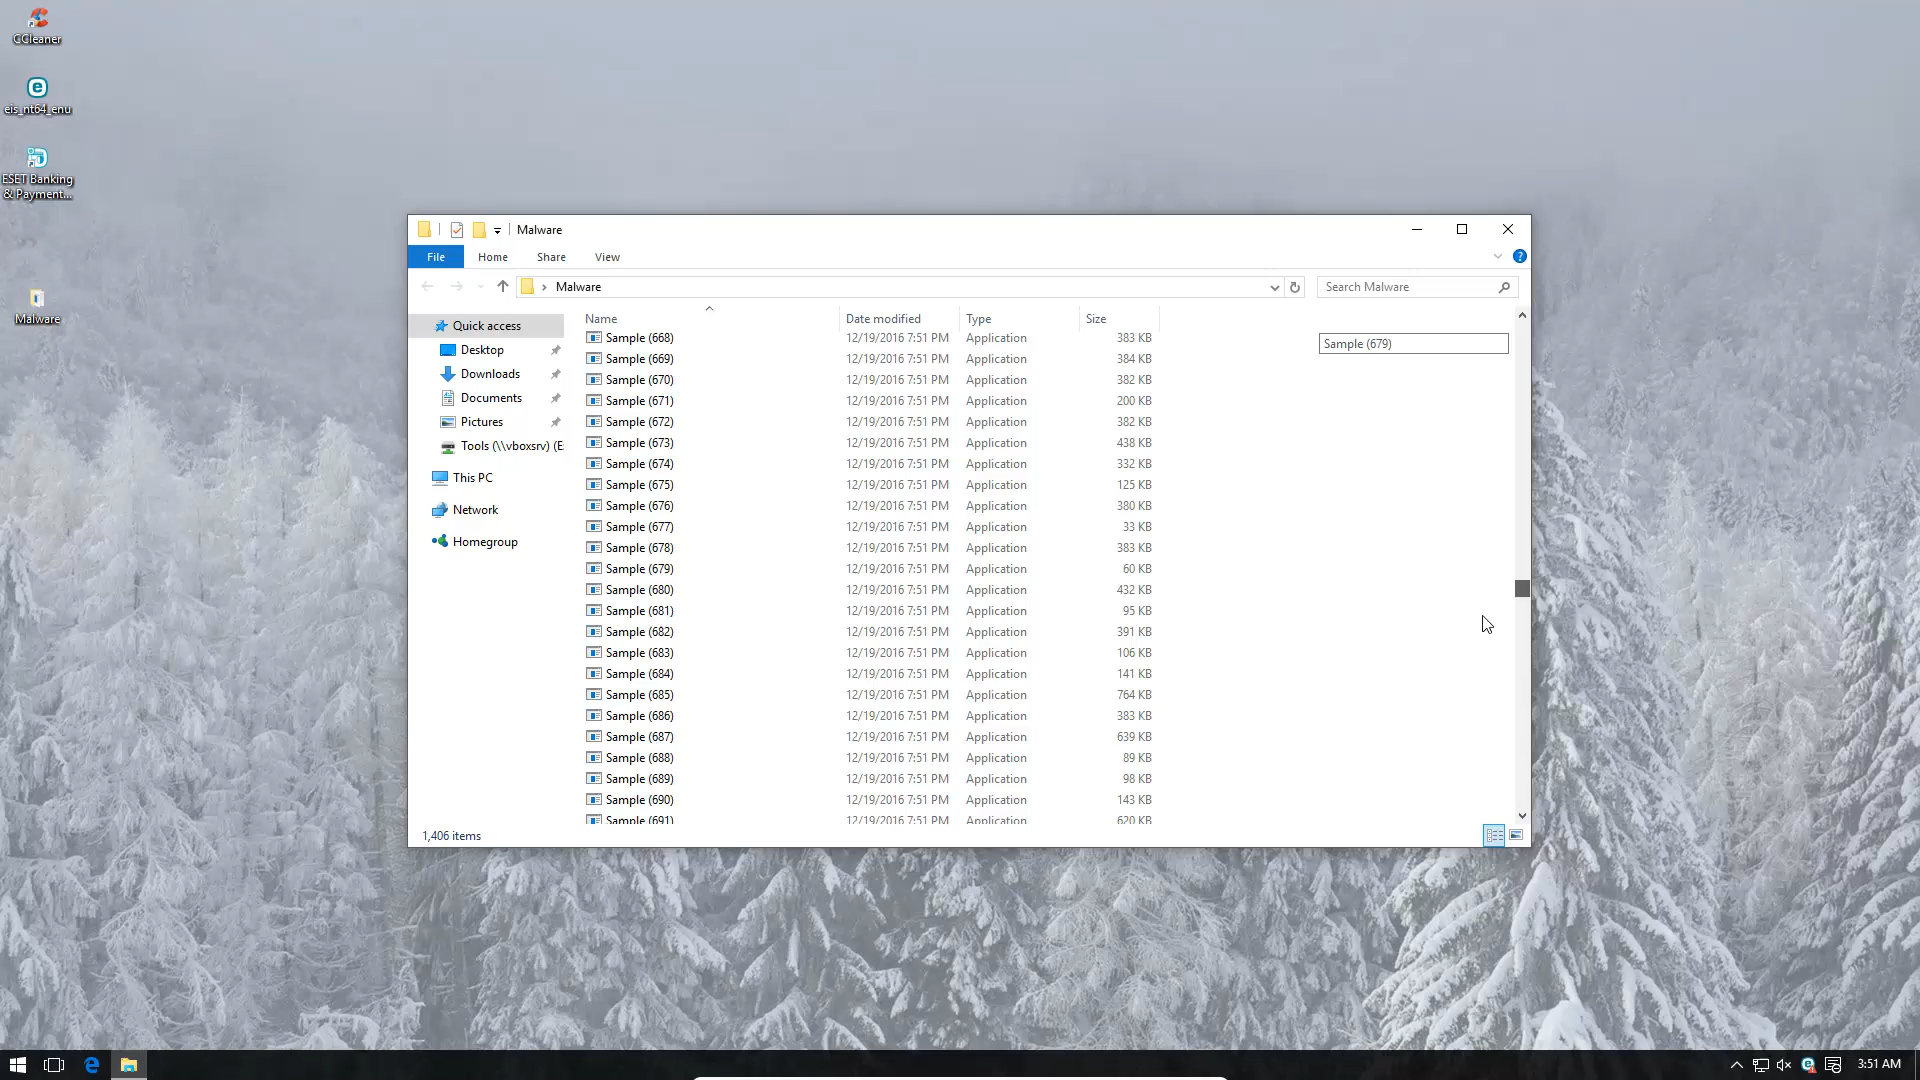 CCleaner
eis_nt64_enu
ESET Banking
& Payment...
Malware
Malware
File Home Share View
Malware
Search Malware
Quick access
Desktop
Downloads
Documents
Pictures
Tools (\\vboxsrv) (E:
This PC
Network
Homegroup
Name Date modified Type Size
Sample (668) 12/19/2016 7:51 PM Application 383 KB
Sample (669) 12/19/2016 7:51 PM Application 384 KB
Sample (670) 12/19/2016 7:51 PM Application 382 KB
Sample (671) 12/19/2016 7:51 PM Application 200 KB
Sample (672) 12/19/2016 7:51 PM Application 382 KB
Sample (673) 12/19/2016 7:51 PM Application 438 KB
Sample (674) 12/19/2016 7:51 PM Application 332 KB
Sample (675) 12/19/2016 7:51 PM Application 125 KB
Sample (676) 12/19/2016 7:51 PM Application 380 KB
Sample (677) 12/19/2016 7:51 PM Application 33 KB
Sample (678) 12/19/2016 7:51 PM Application 383 KB
Sample (679) 12/19/2016 7:51 PM Application 60 KB
Sample (680) 12/19/2016 7:51 PM Application 432 KB
Sample (681) 12/19/2016 7:51 PM Application 95 KB
Sample (682) 12/19/2016 7:51 PM Application 391 KB
Sample (683) 12/19/2016 7:51 PM Application 106 KB
Sample (684) 12/19/2016 7:51 PM Application 141 KB
Sample (685) 12/19/2016 7:51 PM Application 764 KB
Sample (686) 12/19/2016 7:51 PM Application 383 KB
Sample (687) 12/19/2016 7:51 PM Application 639 KB
Sample (688) 12/19/2016 7:51 PM Application 89 KB
Sample (689) 12/19/2016 7:51 PM Application 98 KB
Sample (690) 12/19/2016 7:51 PM Application 143 KB
Sample (691) 12/19/2016 7:51 PM Application 620 KB
Sample (679)
1,406 items
3:51 AM